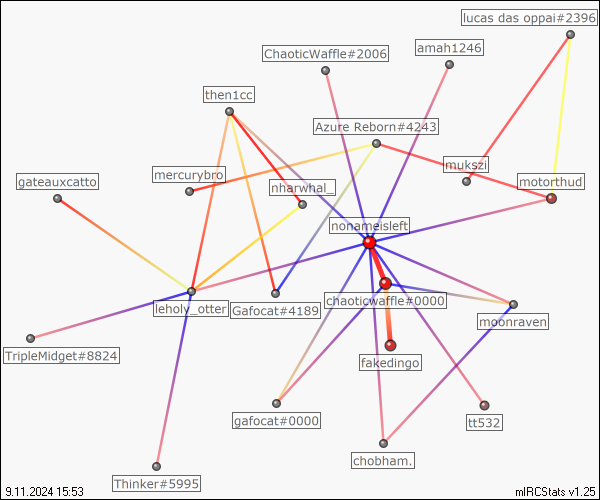 lucas das oppai#2396
amah1246
ChaoticWaffle#2006
then1cc
Azure Reborn#4243
mukszi
mercurybro
gateauxcatto
nharwhal_
motorthud
nonameisleft
chaoticwaffle#0000
leholy_otter
Gafocat#4189
moonraven
TripleMidget#8824
fakedingo
gafocat#0000
tt532
chobham.
Thinker#5995
9.11.2024 15:53
mIRCStats v1.25